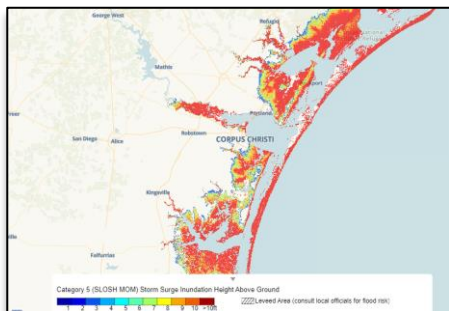 George West
Refugio
Mathis
Portland
Robstown
CORPUS CHRISTI
San Diego
Alice
Kingsville
Falfurrias
Category 5 (SLOSH MOM) Storm Surge Inundation Height Above Ground
1 2 3 4 5 6 7 8 9 10 >10ft
Leveed Area (consult local officials for flood risk)